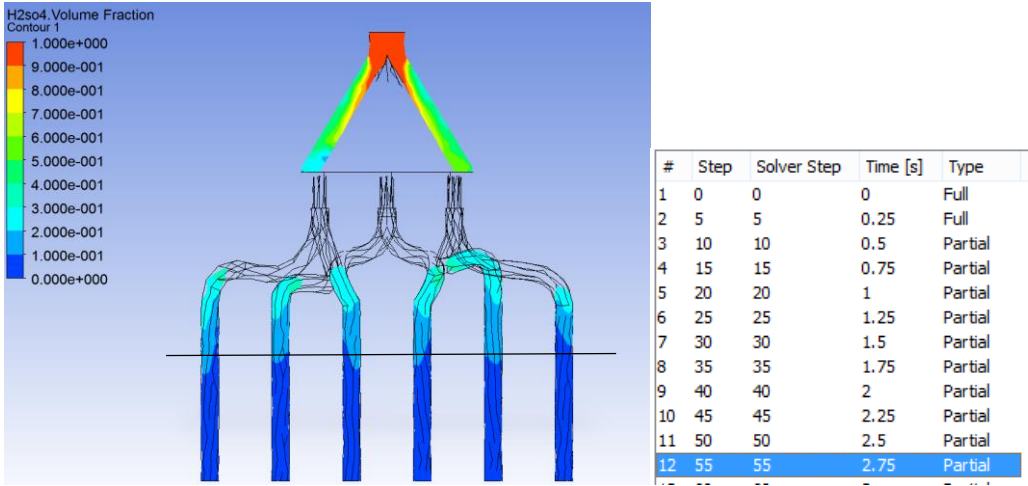 H2so4.Volume Fraction
Contour 1
1.000e+000
9.000e-001
8.000e-001
7.000e-001
6.000e-001
5.000e-001
4.000e-001
3.000e-001
2.000e-001
1.000e-001
0.000e+000
# Step Solver Step Time [s] Type
1 0 0 0 Full
2 5 5 0.25 Full
3 10 10 0.5 Partial
4 15 15 0.75 Partial
5 20 20 1 Partial
6 25 25 1.25 Partial
7 30 30 1.5 Partial
8 35 35 1.75 Partial
9 40 40 2 Partial
10 45 45 2.25 Partial
11 50 50 2.5 Partial
12 55 55 2.75 Partial